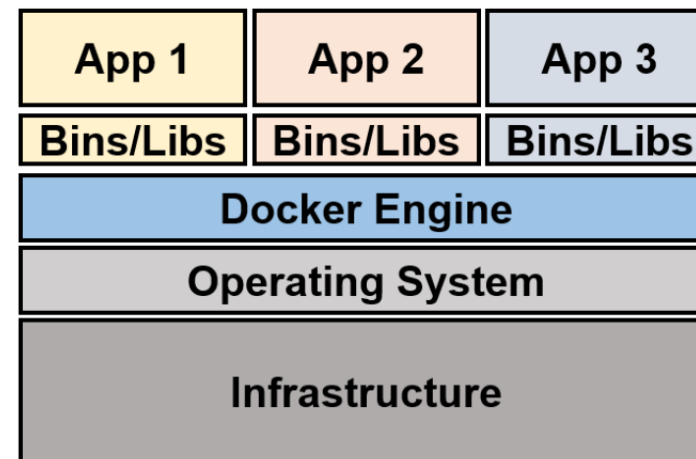 App 1 App 2 App 3
Bins/Libs Bins/Libs Bins/Libs
Docker Engine
Operating System
Infrastructure